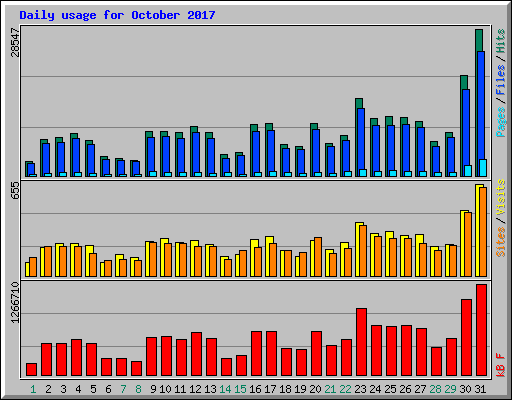 Daily usage for October 2017
28547
Pages / Files / Hits
655
Sites / Visits
1266710
kB F
1 2 3 4 5 6 7 8 9 10 11 12 13 14 15 16 17 18 19 20 21 22 23 24 25 26 27 28 29 30 31